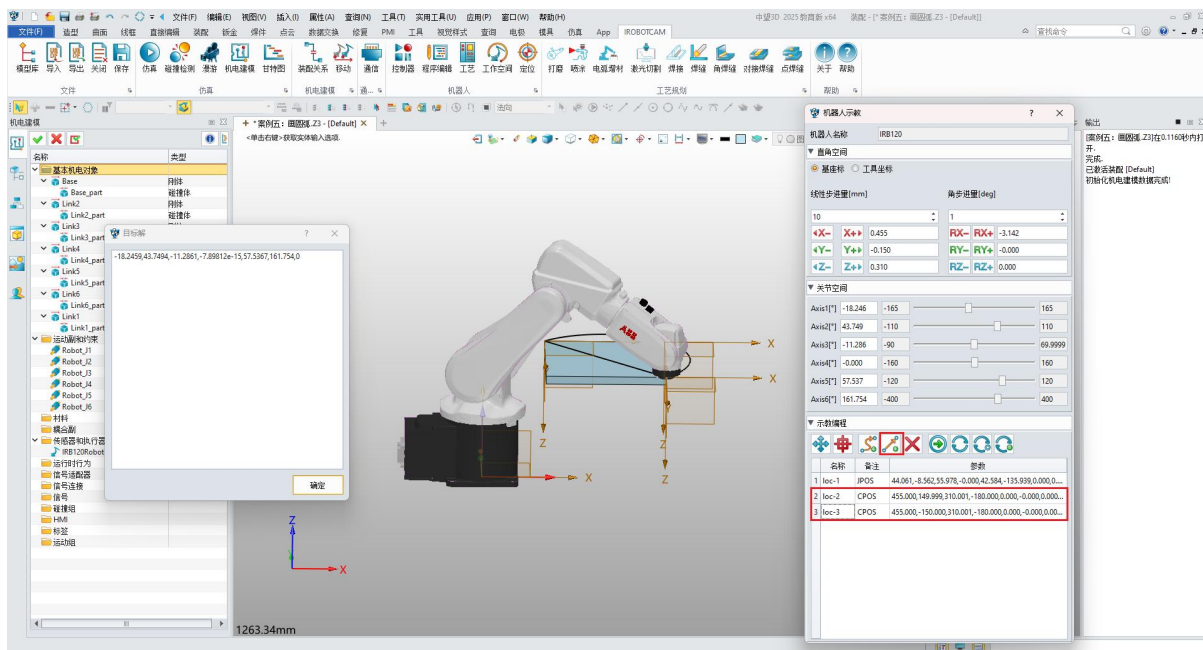 文件(F) 编辑(E) 视图(V) 插入(I) 属性(A) 查询(N) 工具(T) 实用工具(U) 应用(P) 窗口(W) 帮助(H) 中望3D 2025 教育版 x64 装配 - [* 案例五：画圆弧.Z3 - [Default]]
文件(F) 造型 曲面 线框 直接编辑 装配 钣金 焊件 点云 数据交换 修复 PMI 工具 视觉样式 查询 电极 模具 仿真 App IROBOTCAM 查找命令
模型库 导入 导出 关闭 保存 仿真 碰撞检测 漫游 机电建模 甘特图 装配关系 移动 通信 控制器 程序编辑 工艺 工作空间 定位 打磨 喷涂 电弧增材 激光切割 焊接 焊缝 角焊缝 对接焊缝 点焊缝 关于 帮助
文件 仿真 机电建模 通... 机器人 工艺规划 帮助
法向
机电建模
+ * 案例五：画圆弧.Z3 - [Default] × +
<单击右键>获取实体输入选项.
名称 类型
基本机电对象
Base 刚体
Base_part 碰撞体
Link2 刚体
Link2_part 碰撞体
Link3
Link3_part
Link4
Link4_part
Link5
Link5_part
Link6
Link6_part
Link1
Link1_part
运动副和约束
Robot_J1
Robot_J2
Robot_J3
Robot_J4
Robot_J5
Robot_J6
材料
耦合副
传感器和执行器
IRB120Robot
运行时行为
信号适配器
信号连接
信号
碰撞组
HMI
标签
运动组
目标解 ? ×
-18.2459,43.7494,-11.2861,-7.89812e-15,57.5367,161.754,0
确定
ABB
X
X
Z
Z
X
Z
Z
X
1263.34mm
机器人示教 ? ×
机器人名称 IRB120
直角空间
基座标 工具坐标
线性步进量[mm] 角步进量[deg]
10 1
X- X+ 0.455 RX- RX+ -3.142
Y- Y+ -0.150 RY- RY+ -0.000
Z- Z+ 0.310 RZ- RZ+ 0.000
关节空间
Axis1[°] -18.246 -165 165
Axis2[°] 43.749 -110 110
Axis3[°] -11.286 -90 69.9999
Axis4[°] -0.000 -160 160
Axis5[°] 57.537 -120 120
Axis6[°] 161.754 -400 400
示教编程
名称 备注 参数
1 loc-1 JPOS 44.061,-8.562,55.978,-0.000,42.584,-135.939,0.000,0....
2 loc-2 CPOS 455.000,149.999,310.001,-180.000,0.000,-0.000,0.000...
3 loc-3 CPOS 455.000,-150.000,310.001,-180.000,0.000,-0.000,0.00...
输出
[案例五：画圆弧.Z3]在0.1160秒内打
开.
完成.
已激活装配 [Default]
初始化机电建模数据完成!